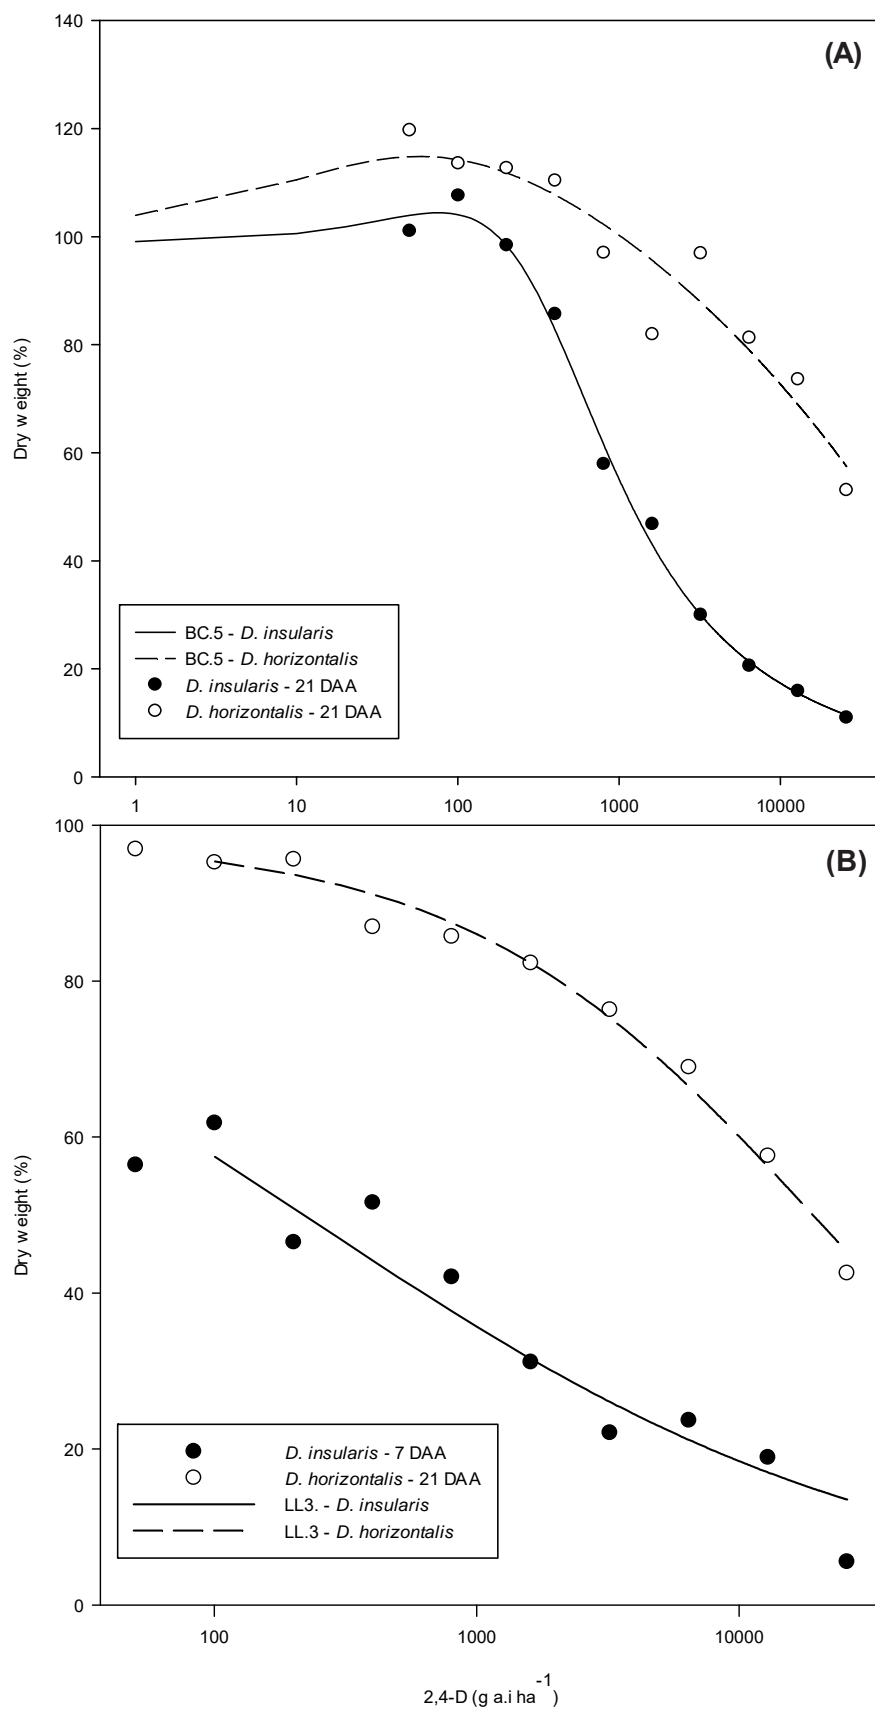 140
(A)
120
100
80
60
40
20
0
Dry weight (%)
BC.5 - D. insularis
BC.5 - D. horizontalis
D. insularis - 21 DAA
D. horizontalis - 21 DAA
1 10 100 1000 10000
100
(B)
80
60
40
20
0
Dry weight (%)
D. insularis - 7 DAA
D. horizontalis - 21 DAA
LL3. - D. insularis
LL.3 - D. horizontalis
100 1000 10000
2,4-D (g a.i ha-1)